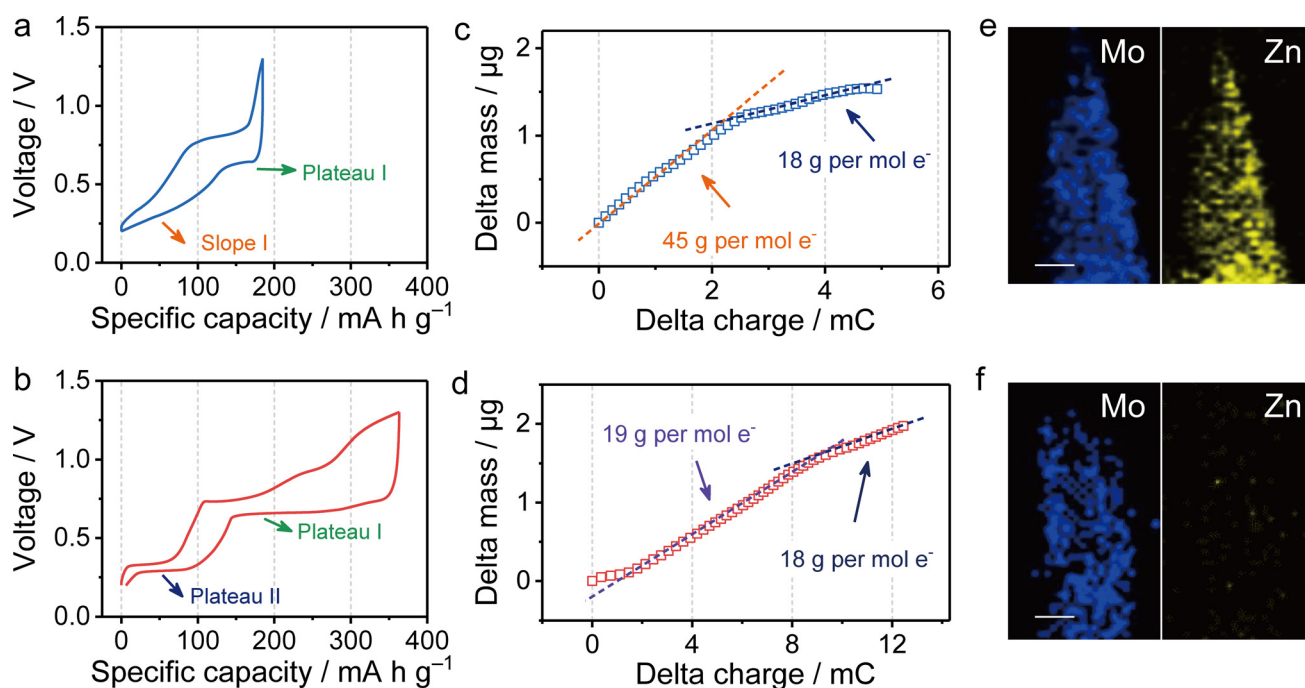 a
Voltage / V
1.5
1.0
0.5
0.0
Plateau I
Slope I
0 100 200 300 400
Specific capacity / mA h g⁻¹
c
Delta mass / µg
2
1
0
18 g per mol e⁻
45 g per mol e⁻
0 2 4 6
Delta charge / mC
e
Mo
Zn
b
Voltage / V
1.5
1.0
0.5
0.0
Plateau I
Plateau II
0 100 200 300 400
Specific capacity / mA h g⁻¹
d
Delta mass / µg
2
1
0
19 g per mol e⁻
18 g per mol e⁻
0 4 8 12
Delta charge / mC
f
Mo
Zn